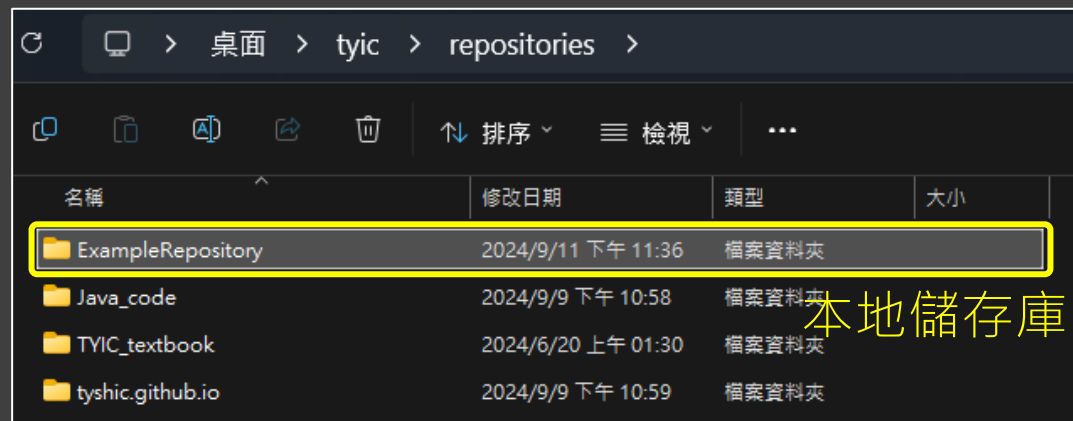 桌面 > tyic > repositories >
排序 檢視 ...
名稱 修改日期 類型 大小
ExampleRepository 2024/9/11 下午 11:36 檔案資料夾
Java_code 2024/9/9 下午 10:58 檔案資料夾
本地儲存庫
TYIC_textbook 2024/6/20 上午 01:30 檔案資料夾
tyshic.github.io 2024/9/9 下午 10:59 檔案資料夾